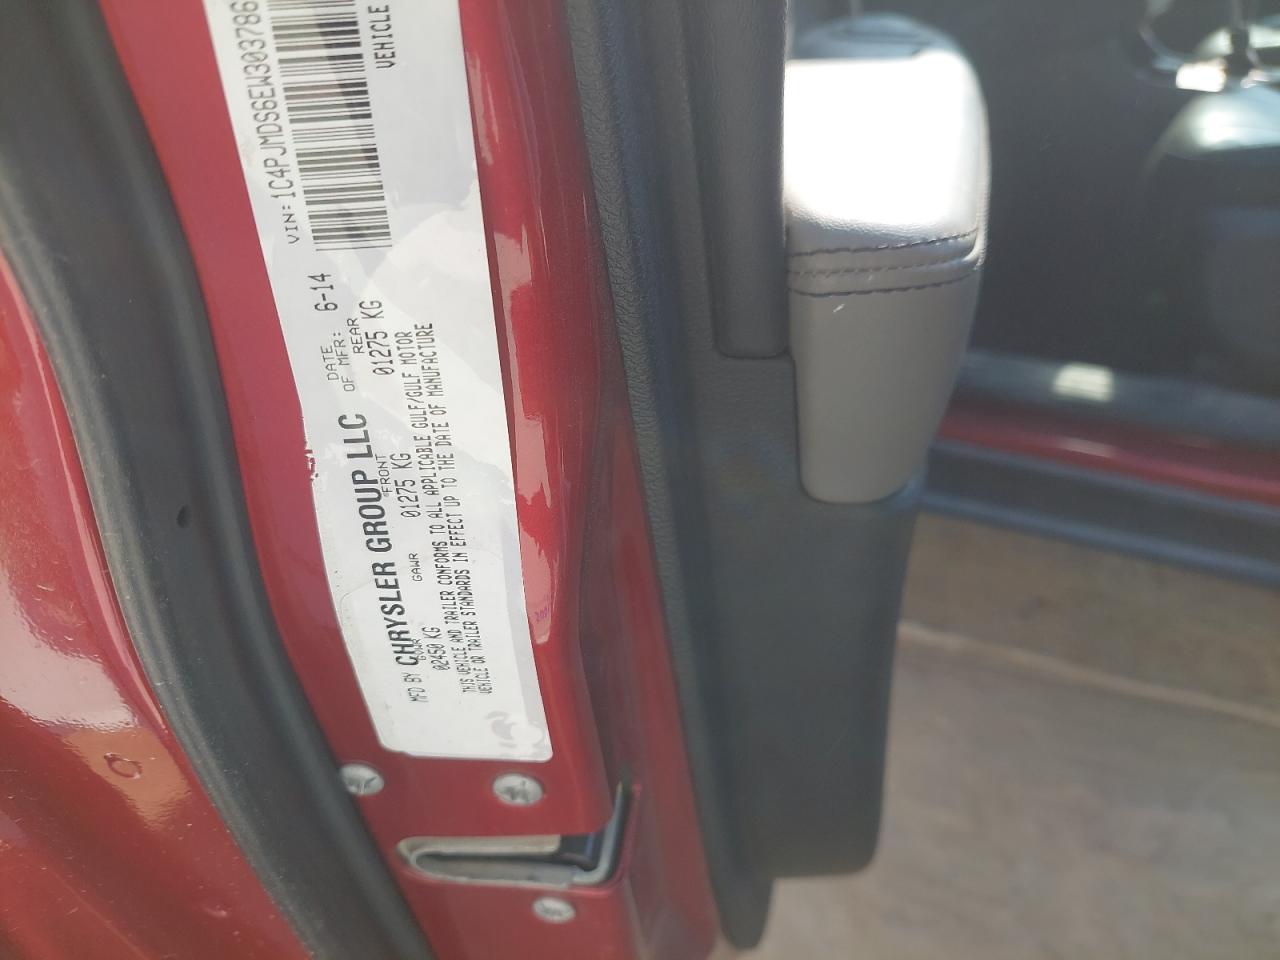 MFD BY CHRYSLER GROUP LLC
DATE OF MFR: 6-14
VIN: 1C4PJMDS6EW303786
GVWR
02450 KG
GAWR
FRONT
01275 KG
REAR
01275 KG
THIS VEHICLE AND TRAILER CONFORMS TO ALL APPLICABLE GULF/GULF MOTOR
VEHICLE OR TRAILER STANDARDS IN EFFECT UP TO THE DATE OF MANUFACTURE
VEHICLE